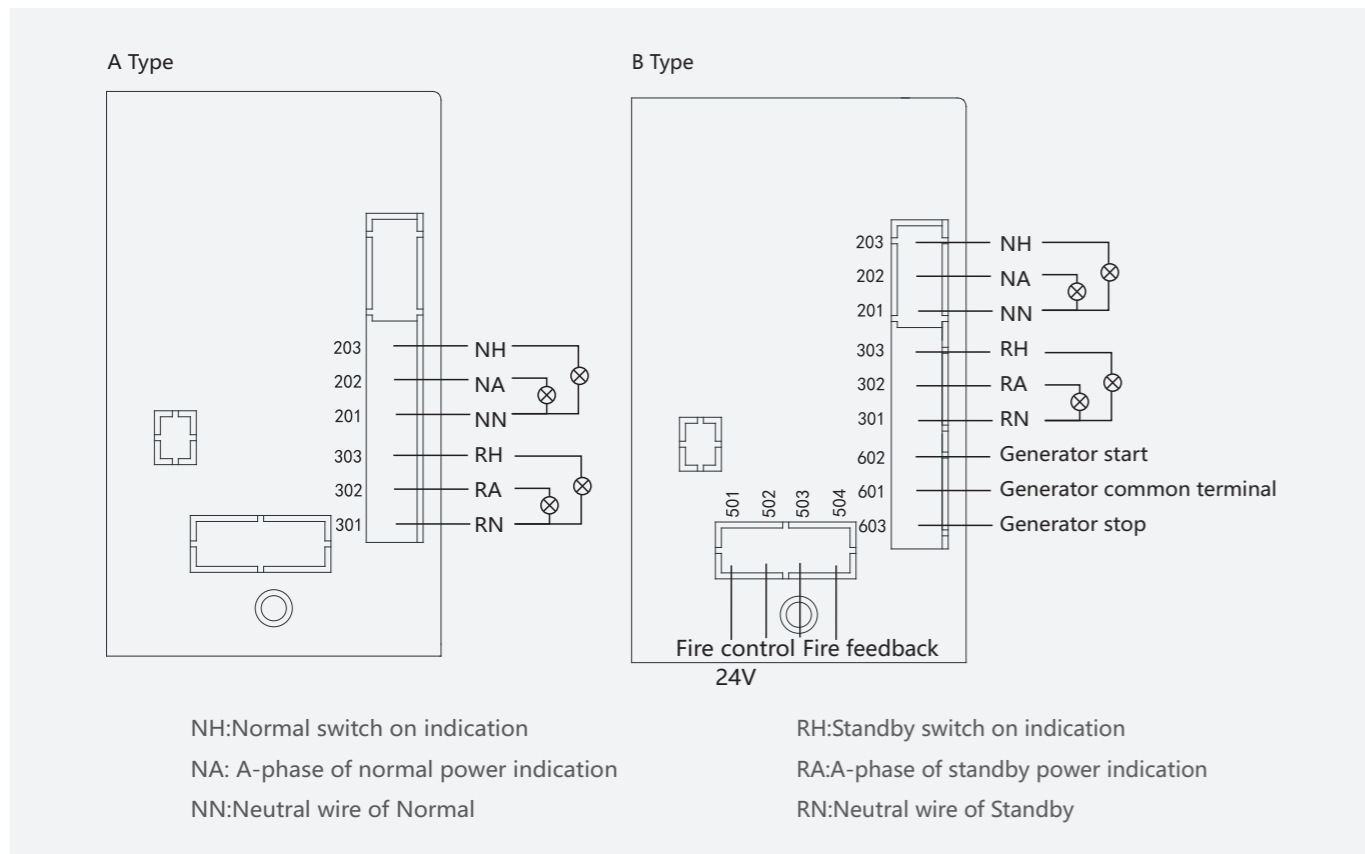 A Type
203 NH
202 NA
201 NN
303 RH
302 RA
301 RN
B Type
203 NH
202 NA
201 NN
303 RH
302 RA
301 RN
602 Generator start
601 Generator common terminal
603 Generator stop
501 502 503 504
Fire control Fire feedback
24V
NH:Normal switch on indication
NA: A-phase of normal power indication
NN:Neutral wire of Normal
RH:Standby switch on indication
RA:A-phase of standby power indication
RN:Neutral wire of Standby